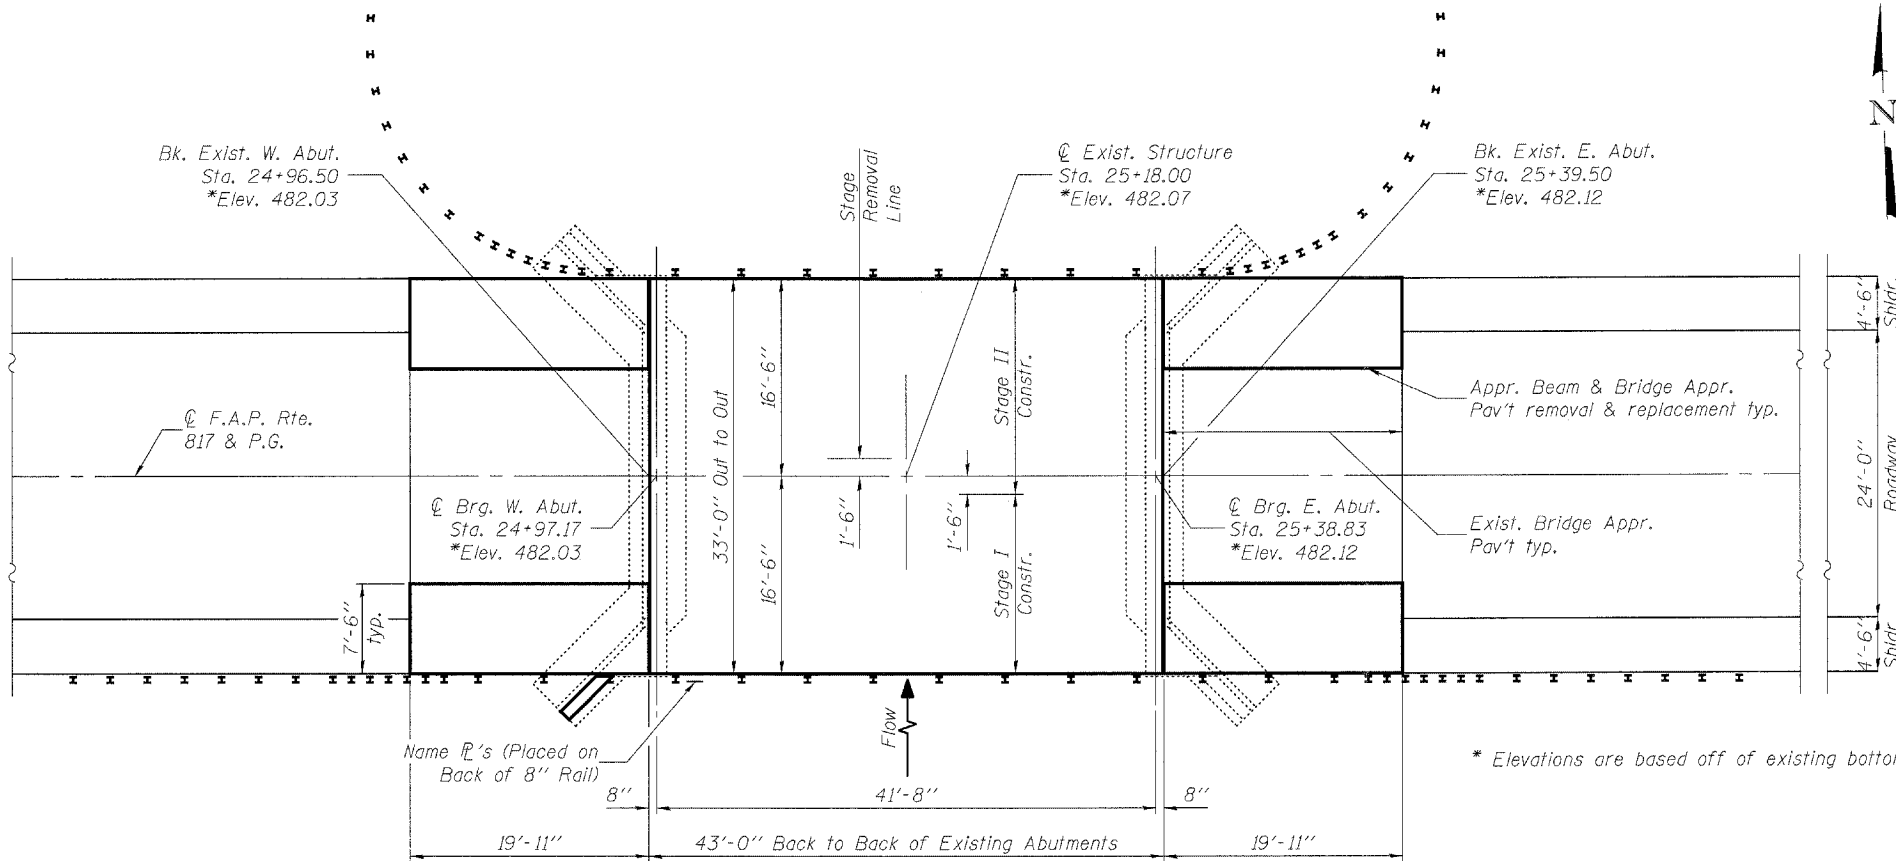 N
Bk. Exist. W. Abut.
Sta. 24+96.50
*Elev. 482.03
Stage
Removal
Line
℄ Exist. Structure
Sta. 25+18.00
*Elev. 482.07
Bk. Exist. E. Abut.
Sta. 25+39.50
*Elev. 482.12
4'-6"
Shldr.
℄ F.A.P. Rte.
817 & P.G.
33'-0" Out to Out
16'-6"
Stage II
Constr.
Appr. Beam & Bridge Appr.
Pav't removal & replacement typ.
24'-0"
Roadway
℄ Brg. W. Abut.
Sta. 24+97.17
*Elev. 482.03
16'-6"
1'-6"
1'-6"
Stage I
Constr.
℄ Brg. E. Abut.
Sta. 25+38.83
*Elev. 482.12
Exist. Bridge Appr.
Pav't typ.
7'-6"
typ.
4'-6"
Shldr.
Name ⅊'s (Placed on
Back of 8" Rail)
Flow
* Elevations are based off of existing bottom
8"
41'-8"
8"
19'-11"
43'-0" Back to Back of Existing Abutments
19'-11"